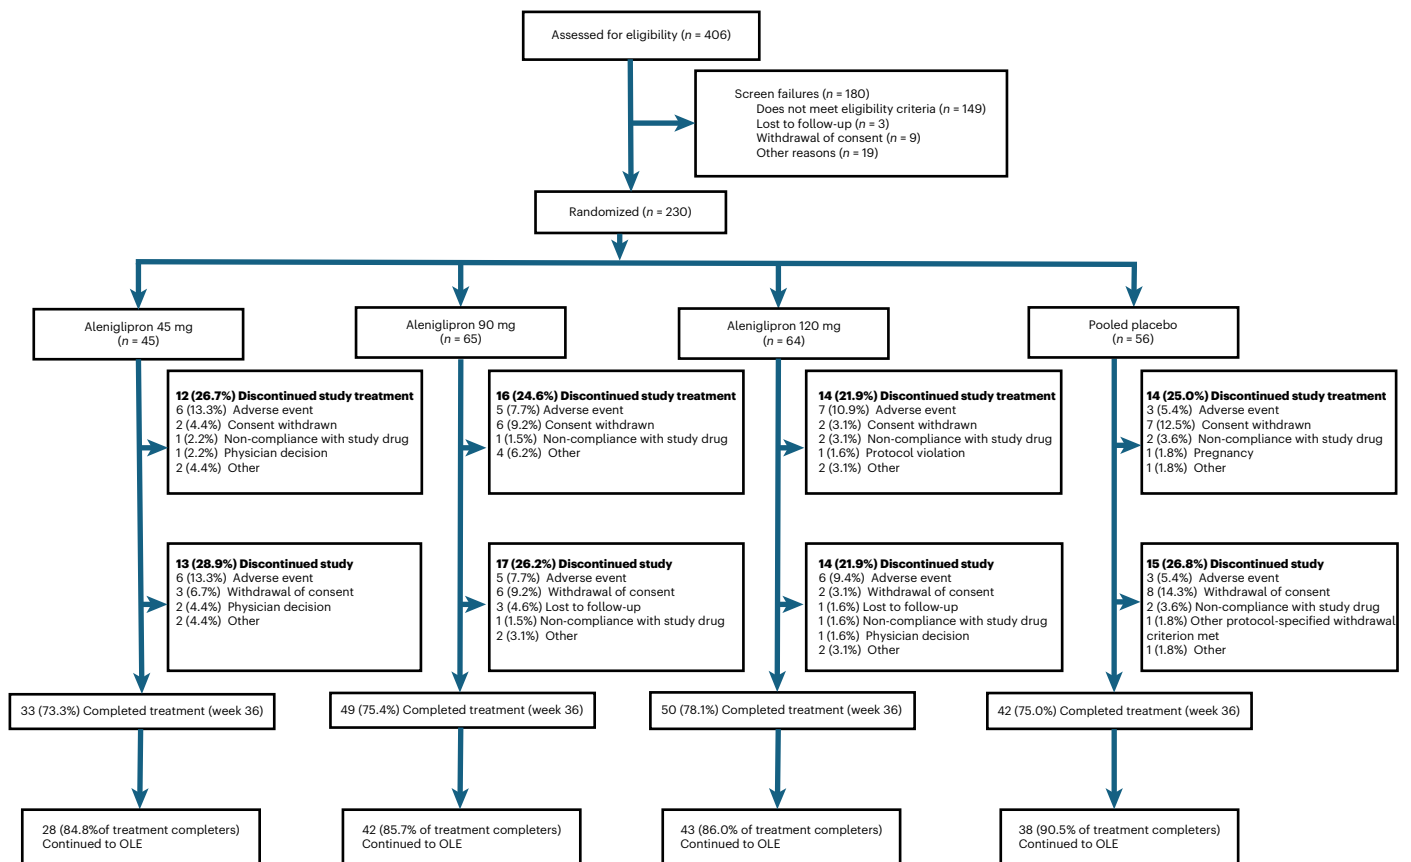 Assessed for eligibility (n = 406)
Screen failures (n = 180)
Does not meet eligibility criteria (n = 149)
Lost to follow-up (n = 3)
Withdrawal of consent (n = 9)
Other reasons (n = 19)
Randomized (n = 230)
Aleniglipron 45 mg
(n = 45)
Aleniglipron 90 mg
(n = 65)
Aleniglipron 120 mg
(n = 64)
Pooled placebo
(n = 56)
12 (26.7%) Discontinued study treatment
6 (13.3%) Adverse event
2 (4.4%) Consent withdrawn
1 (2.2%) Non-compliance with study drug
1 (2.2%) Physician decision
2 (4.4%) Other
16 (24.6%) Discontinued study treatment
5 (7.7%) Adverse event
6 (9.2%) Consent withdrawn
1 (1.5%) Non-compliance with study drug
4 (6.2%) Other
14 (21.9%) Discontinued study treatment
7 (10.9%) Adverse event
2 (3.1%) Consent withdrawn
2 (3.1%) Non-compliance with study drug
1 (1.6%) Protocol violation
2 (3.1%) Other
14 (25.0%) Discontinued study treatment
3 (5.4%) Adverse event
7 (12.5%) Consent withdrawn
2 (3.6%) Non-compliance with study drug
1 (1.8%) Pregnancy
1 (1.8%) Other
13 (28.9%) Discontinued study
6 (13.3%) Adverse event
3 (6.7%) Withdrawal of consent
2 (4.4%) Physician decision
2 (4.4%) Other
17 (26.2%) Discontinued study
5 (7.7%) Adverse event
6 (9.2%) Withdrawal of consent
3 (4.6%) Lost to follow-up
1 (1.5%) Non-compliance with study drug
2 (3.1%) Other
14 (21.9%) Discontinued study
6 (9.4%) Adverse event
2 (3.1%) Withdrawal of consent
1 (1.6%) Lost to follow-up
1 (1.6%) Non-compliance with study drug
1 (1.6%) Physician decision
2 (3.1%) Other
15 (26.8%) Discontinued study
3 (5.4%) Adverse event
8 (14.3%) Withdrawal of consent
2 (3.6%) Non-compliance with study drug
1 (1.8%) Other protocol-specified withdrawal
criterion met
1 (1.8%) Other
33 (73.3%) Completed treatment (week 36)
49 (75.4%) Completed treatment (week 36)
50 (78.1%) Completed treatment (week 36)
42 (75.0%) Completed treatment (week 36)
28 (84.8%of treatment completers)
Continued to OLE
42 (85.7% of treatment completers)
Continued to OLE
43 (86.0% of treatment completers)
Continued to OLE
38 (90.5% of treatment completers)
Continued to OLE